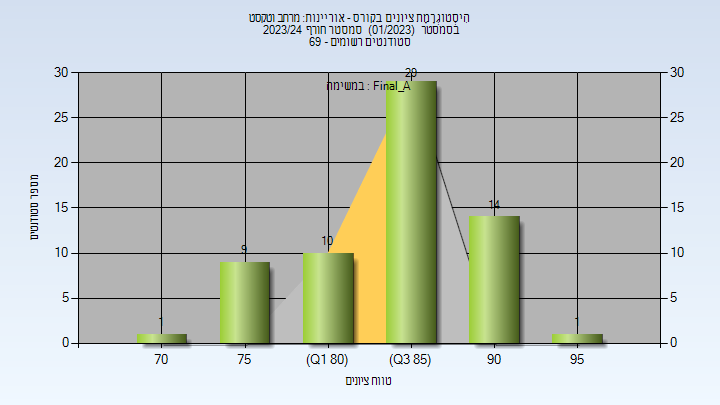 היסטוגרמת ציונים בקורס - אוריינות: מרחב וטקסט
בסמסטר (01/2023) סמסטר חורף 2023/24
סטודנטים רשומים - 69
במשימה : Final_A
30 30
25 25
20 20
15 15
10 10
5 5
0 0
1 9 10 14 1
70 75 (Q1 80) (Q3 85) 90 95
מספר סטודנטים
טווח ציונים